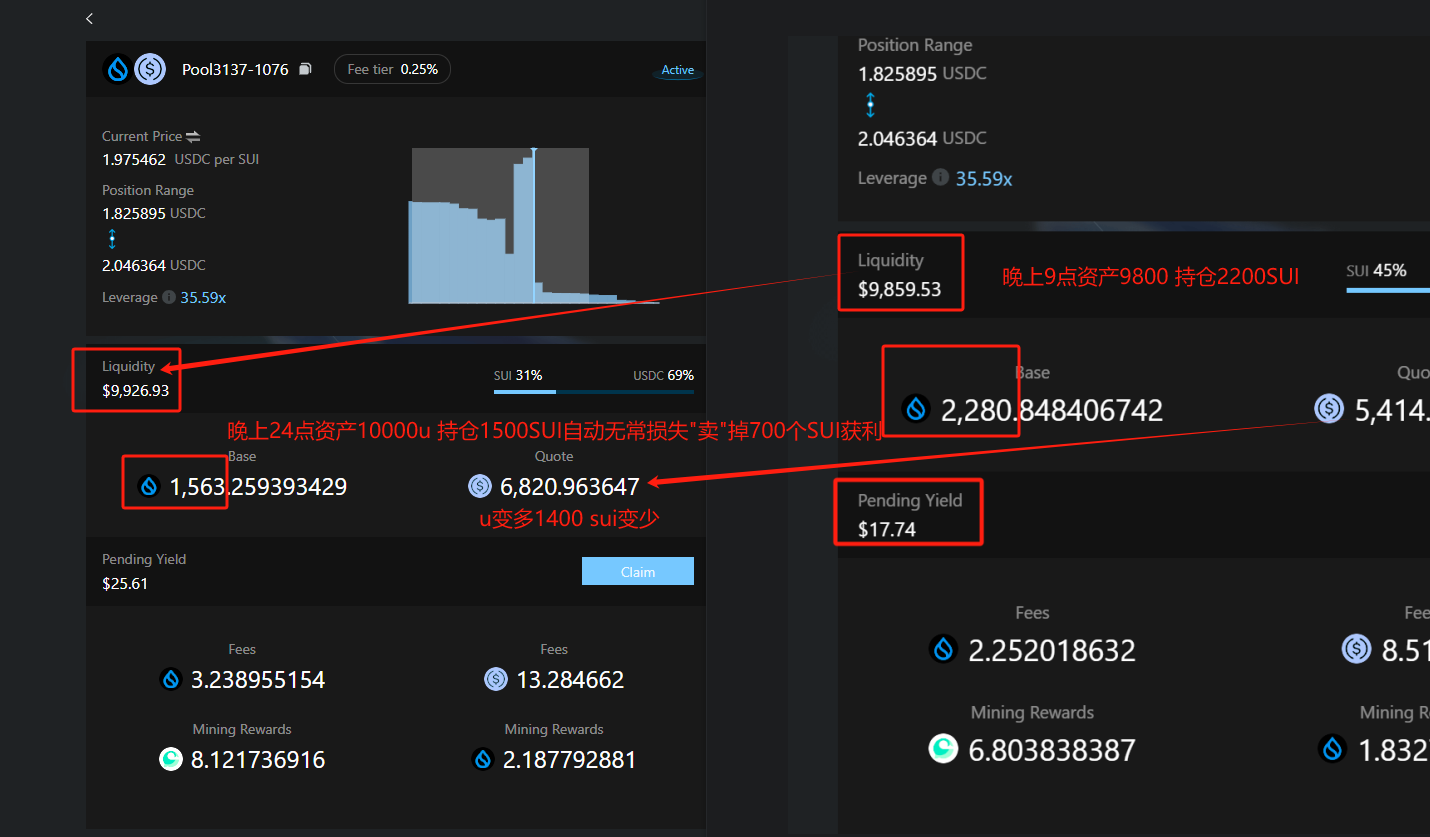 Pool3137-1076
Fee tier 0.25%
Active
Current Price
1.975462 USDC per SUI
Position Range
1.825895 USDC
2.046364 USDC
Leverage 35.59x
Liquidity
$9,926.93
SUI 31%
USDC 69%
晚上24点资产10000u 持仓1500SUI自动无常损失"卖"掉700个SUI获利
Base
Quote
1,563.259393429
6,820.963647
u变多1400 sui变少
Pending Yield
$25.61
Claim
Fees
Fees
3.238955154
13.284662
Mining Rewards
Mining Rewards
8.121736916
2.187792881
Position Range
1.825895 USDC
2.046364 USDC
Leverage 35.59x
Liquidity
$9,859.53
晚上9点资产9800 持仓2200SUI
SUI 45%
Base
Quo
2,280.848406742
5,414.
Pending Yield
$17.74
Fees
Fee
2.252018632
8.51
Mining Rewards
Mining R
6.803838387
1.832